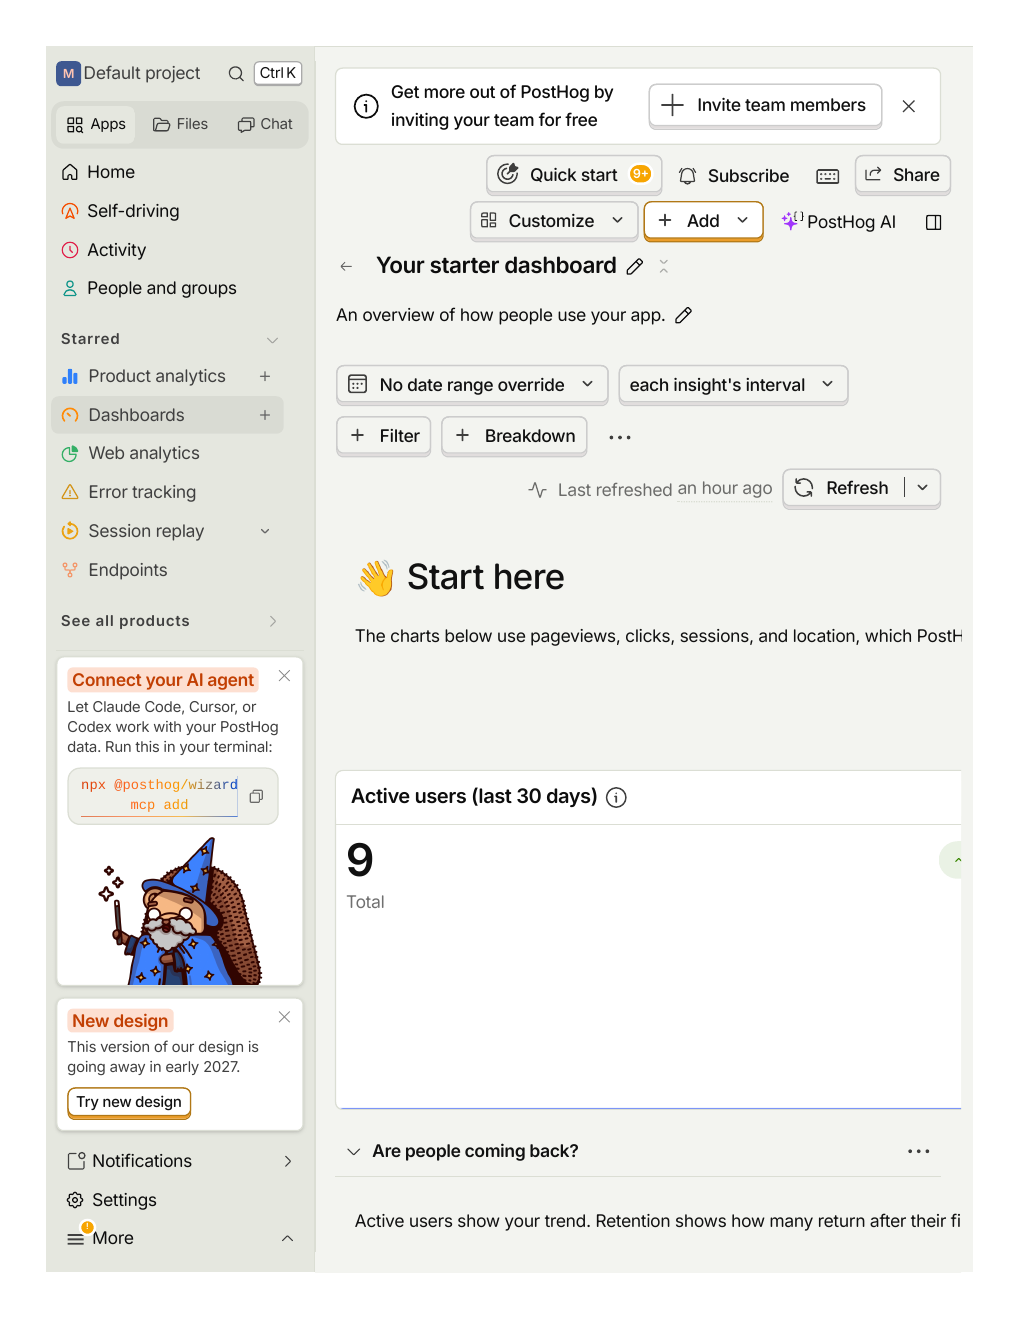 M Default project Ctrl K
Apps Files Chat
Home
Self-driving
Activity
People and groups
Starred
Product analytics
Dashboards
Web analytics
Error tracking
Session replay
Endpoints
See all products
Connect your AI agent
Let Claude Code, Cursor, or
Codex work with your PostHog
data. Run this in your terminal:
npx @posthog/wizard
mcp add
New design
This version of our design is
going away in early 2027.
Try new design
Notifications
Settings
More
Get more out of PostHog by
inviting your team for free
Invite team members
Quick start 9+ Subscribe Share
Customize Add PostHog AI
Your starter dashboard
An overview of how people use your app.
No date range override each insight's interval
Filter Breakdown
Last refreshed an hour ago Refresh
👋 Start here
The charts below use pageviews, clicks, sessions, and location, which PostH
Active users (last 30 days)
9
Total
Are people coming back?
Active users show your trend. Retention shows how many return after their fi